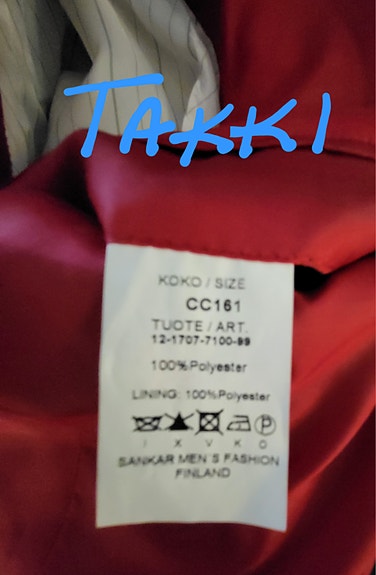 TAKKI
KOKO / SIZE
CC161
TUOTE / ART.
12-1707-7100-99
100%Polyester
LINING: 100%Polyester
I X V K O
SANKAR MEN´S FASHION
FINLAND